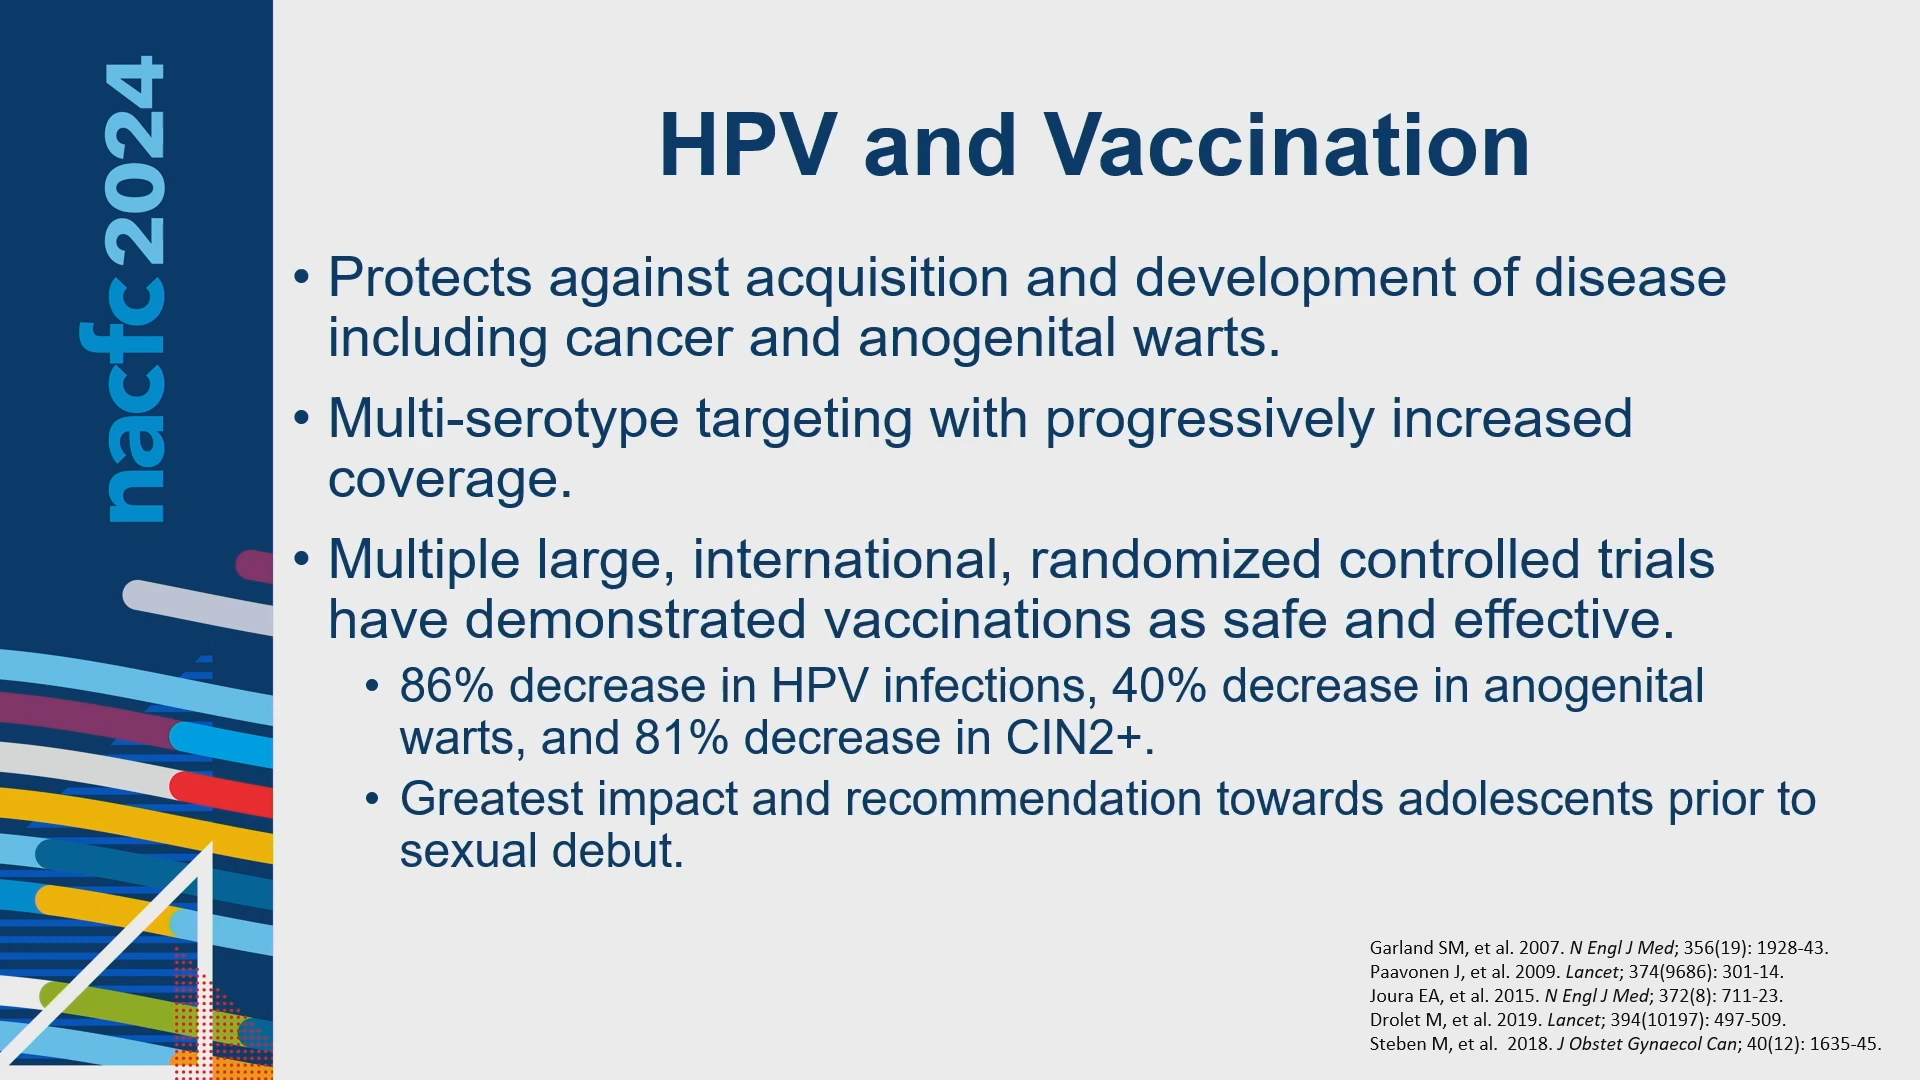 nacfc 2024
HPV and Vaccination
• Protects against acquisition and development of disease
including cancer and anogenital warts.
• Multi-serotype targeting with progressively increased
coverage.
• Multiple large, international, randomized controlled trials
have demonstrated vaccinations as safe and effective.
• 86% decrease in HPV infections, 40% decrease in anogenital
warts, and 81% decrease in CIN2+.
• Greatest impact and recommendation towards adolescents prior to
sexual debut.
Garland SM, et al. 2007. N Engl J Med; 356(19): 1928-43.
Paavonen J, et al. 2009. Lancet; 374(9686): 301-14.
Joura EA, et al. 2015. N Engl J Med; 372(8): 711-23.
Drolet M, et al. 2019. Lancet; 394(10197): 497-509.
Steben M, et al.  2018. J Obstet Gynaecol Can; 40(12): 1635-45.